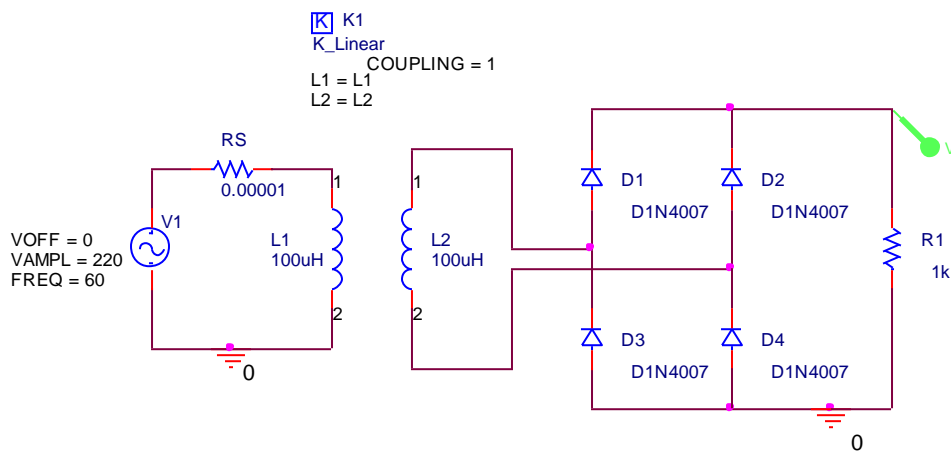 K K1
K_Linear
COUPLING = 1
L1 = L1
L2 = L2
RS
0.00001
V1
VOFF = 0
VAMPL = 220
FREQ = 60
0
1
L1
100uH
2
1
L2
100uH
2
D1
D1N4007
D2
D1N4007
D3
D1N4007
D4
D1N4007
R1
1k
0